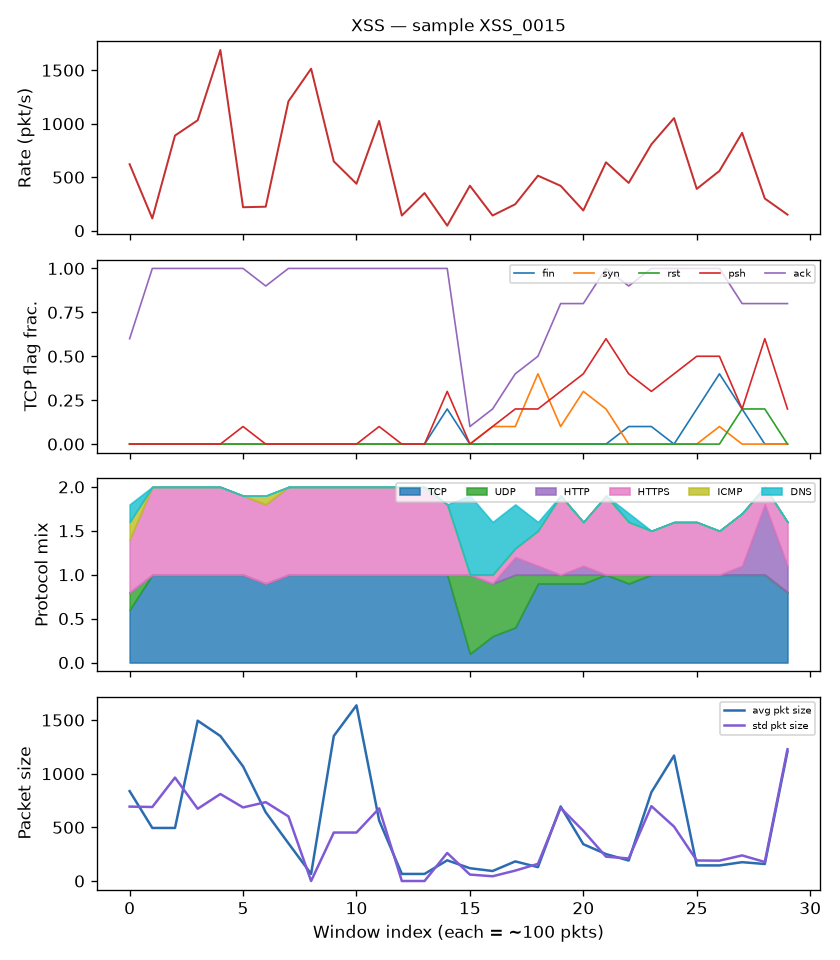 XSS — sample XSS_0015
Rate (pkt/s)
1500
1000
500
0
TCP flag frac.
1.00
0.75
0.50
0.25
0.00
fin syn rst psh ack
Protocol mix
2.0
1.5
1.0
0.5
0.0
TCP UDP HTTP HTTPS ICMP DNS
Packet size
1500
1000
500
0
avg pkt size
std pkt size
0 5 10 15 20 25 30
Window index (each = ~100 pkts)